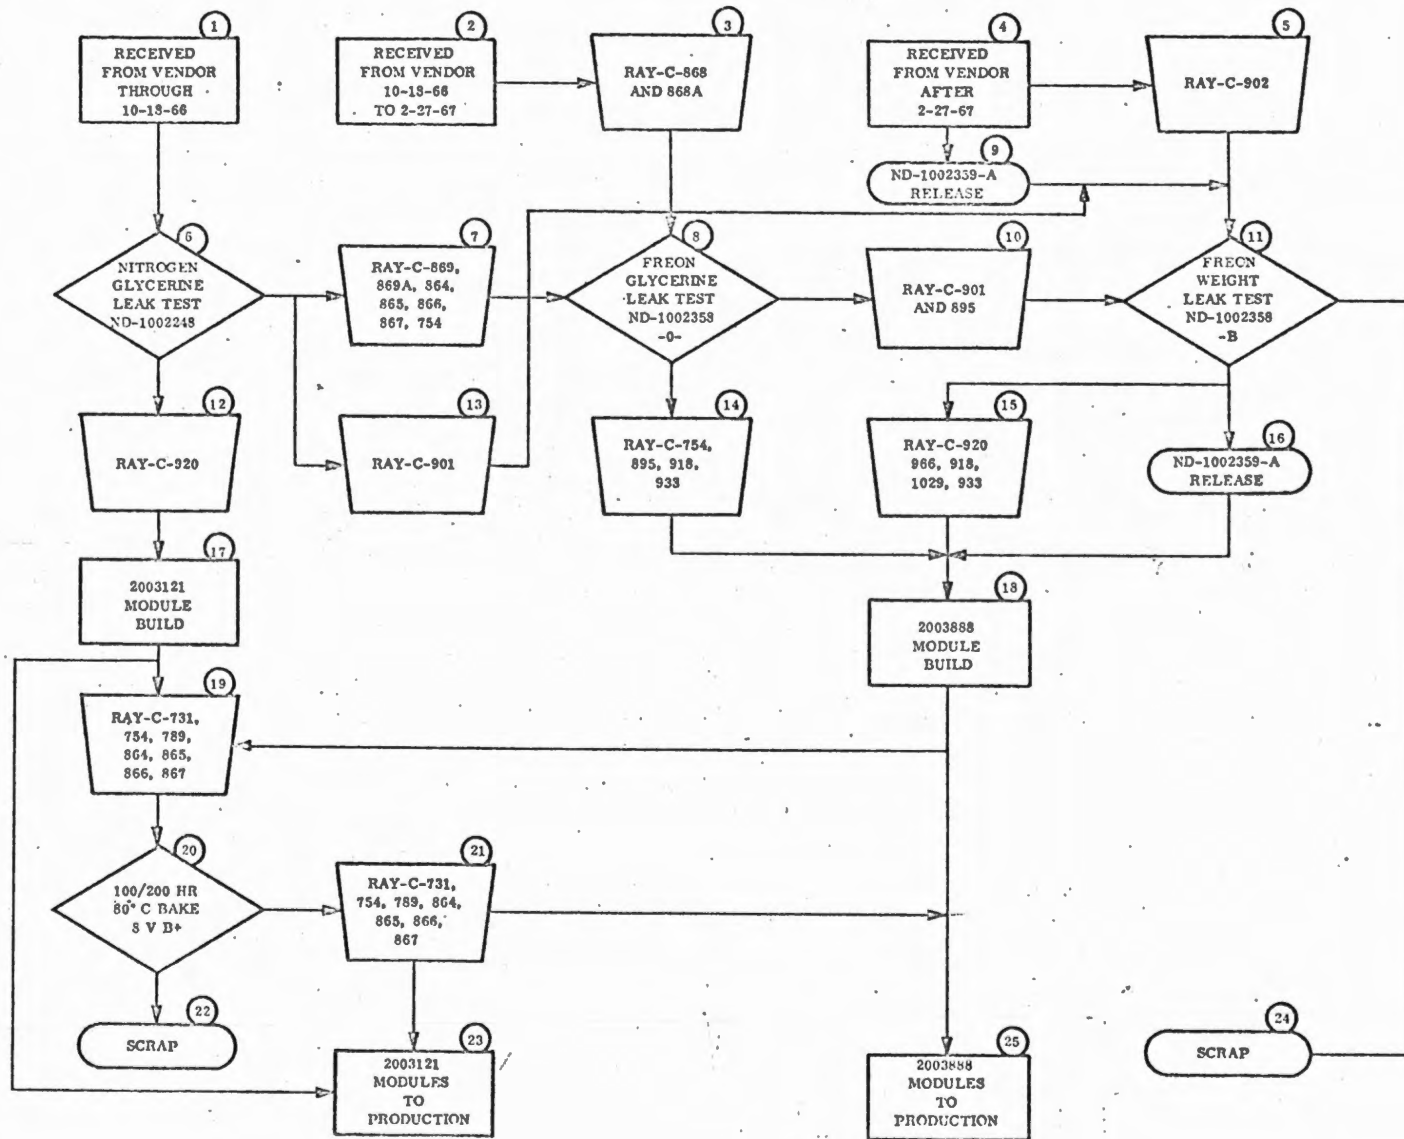 1
RECEIVED
FROM VENDOR
THROUGH
10-18-66
2
RECEIVED
FROM VENDOR
10-18-66
TO 2-27-67
3
RAY-C-868
AND 868A
4
RECEIVED
FROM VENDOR
AFTER
2-27-67
5
RAY-C-902
9
ND-1002359-A
RELEASE
6
NITROGEN
GLYCERINE
LEAK TEST
ND-1002248
7
RAY-C-869,
869A, 864,
865, 866,
867, 754
8
FREON
GLYCERINE
LEAK TEST
ND-1002358
-0-
10
RAY-C-901
AND 895
11
FREON
WEIGHT
LEAK TEST
ND-1002358
-B
12
RAY-C-920
13
RAY-C-901
14
RAY-C-754,
895, 918,
933
15
RAY-C-920
966, 918,
1029, 933
16
ND-1002359-A
RELEASE
17
2003121
MODULE
BUILD
18
2003888
MODULE
BUILD
19
RAY-C-731,
754, 789,
864, 865,
866, 867
20
100/200 HR
80° C BAKE
8 V B+
21
RAY-C-731,
754, 789, 864,
865, 866,
867
22
SCRAP
23
2003121
MODULES
TO
PRODUCTION
25
2003888
MODULES
TO
PRODUCTION
24
SCRAP